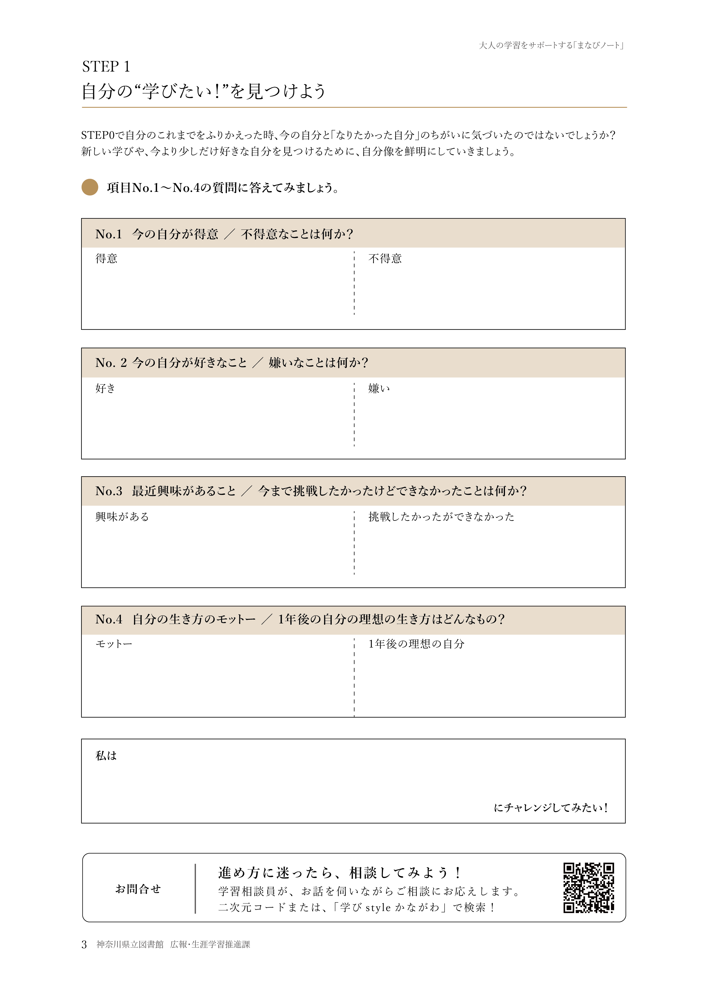 大人の学習をサポートする「まなびノート」
STEP 1
自分の“学びたい！”を見つけよう
STEP0で自分のこれまでをふりかえった時、今の自分と「なりたかった自分」のちがいに気づいたのではないでしょうか？
新しい学びや、今より少しだけ好きな自分を見つけるために、自分像を鮮明にしていきましょう。
項目No.1～No.4の質問に答えてみましょう。
No.1 今の自分が得意 ／ 不得意なことは何か？
得意 不得意
No. 2 今の自分が好きなこと ／ 嫌いなことは何か？
好き 嫌い
No.3 最近興味があること ／ 今まで挑戦したかったけどできなかったことは何か？
興味がある 挑戦したかったができなかった
No.4 自分の生き方のモットー ／ 1年後の自分の理想の生き方はどんなもの？
モットー 1年後の理想の自分
私は
にチャレンジしてみたい！
お問合せ
進め方に迷ったら、相談してみよう！
学習相談員が、お話を伺いながらご相談にお応えします。
二次元コードまたは、「学び style かながわ」で検索！
3 神奈川県立図書館 広報・生涯学習推進課